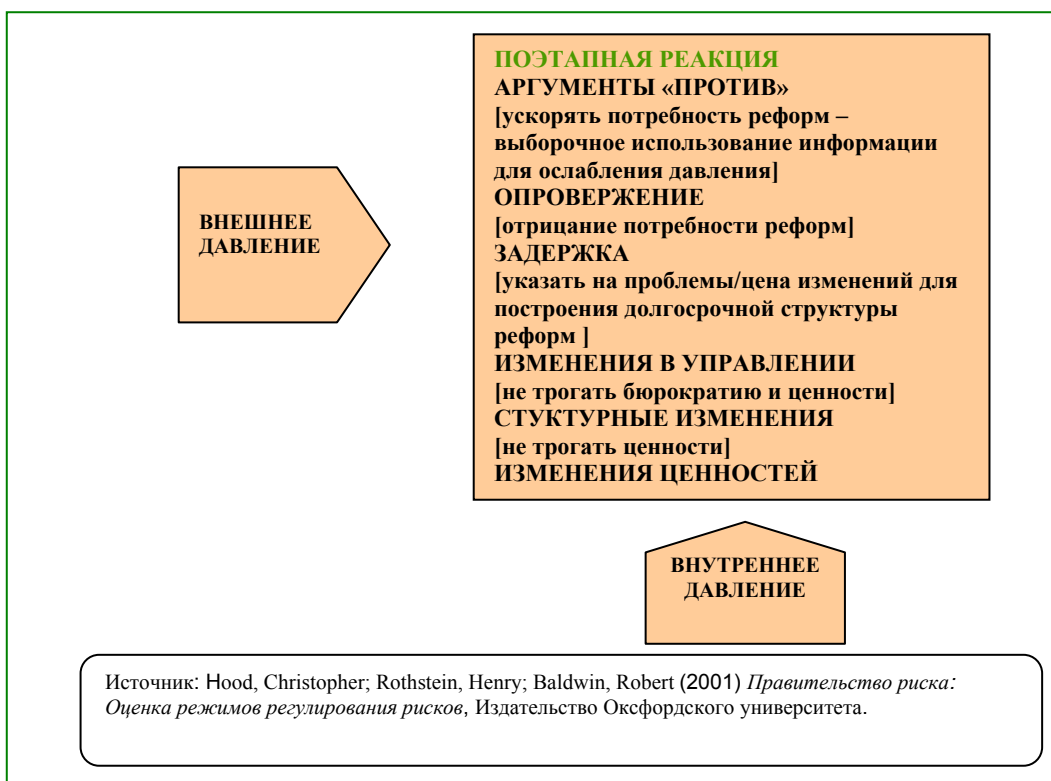 ВНЕШНЕЕ
ДАВЛЕНИЕ
ПОЭТАПНАЯ РЕАКЦИЯ
АРГУМЕНТЫ «ПРОТИВ»
[ускорять потребность реформ –
выборочное использование информации
для ослабления давления]
ОПРОВЕРЖЕНИЕ
[отрицание потребности реформ]
ЗАДЕРЖКА
[указать на проблемы/цена изменений для
построения долгосрочной структуры
реформ ]
ИЗМЕНЕНИЯ В УПРАВЛЕНИИ
[не трогать бюрократию и ценности]
СТУКТУРНЫЕ ИЗМЕНЕНИЯ
[не трогать ценности]
ИЗМЕНЕНИЯ ЦЕННОСТЕЙ
ВНУТРЕННЕЕ
ДАВЛЕНИЕ
Источник: Hood, Christopher; Rothstein, Henry; Baldwin, Robert (2001) Правительство риска:
Оценка режимов регулирования рисков, Издательство Оксфордского университета.